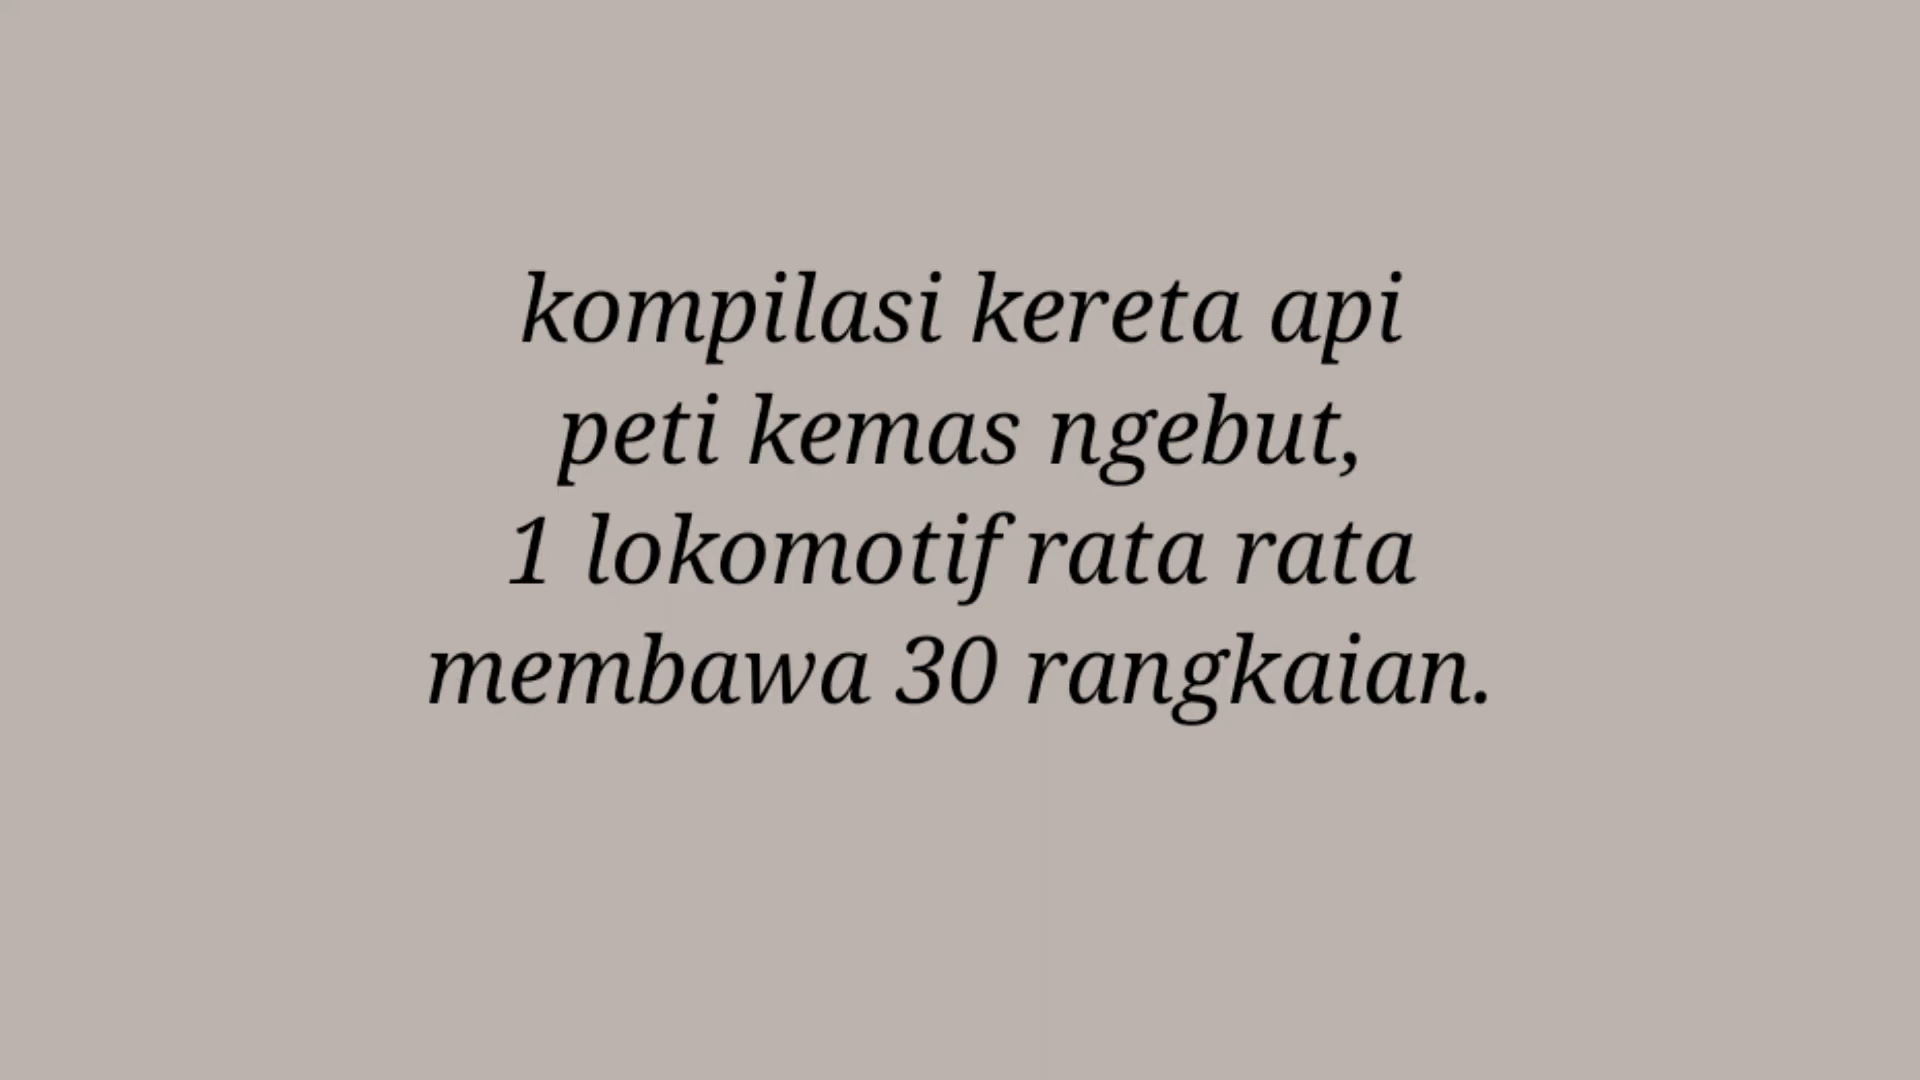 kompilasi kereta api
peti kemas ngebut,
1 lokomotif rata rata
membawa 30 rangkaian.